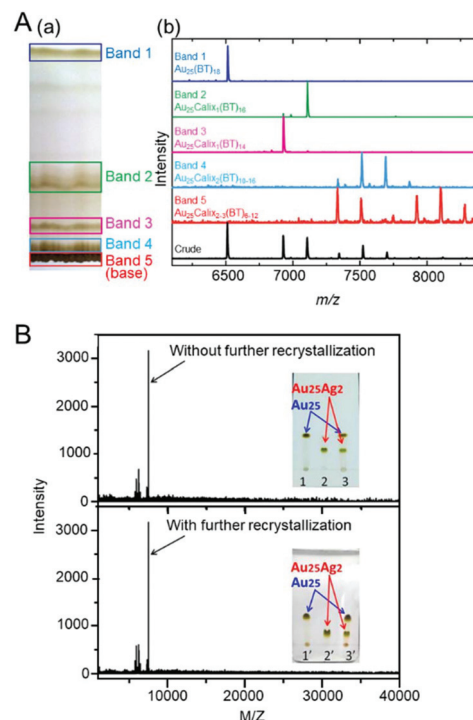 A (a) (b)
Band 1
Band 2
Band 3
Band 4
Band 5
(base)
Intensity
Band 1
Au25(BT)18
Band 2
Au25Calix1(BT)16
Band 3
Au25Calix1(BT)14
Band 4
Au25Calix2(BT)18-16
Band 5
Au25Calix2-3(BT)6-12
Crude
6500 7000 7500 8000
m/z
B
Without further recrystallization
Au25Ag2
Au25
1 2 3
3000
2000
1000
0
Intensity
With further recrystallization
Au25Ag2
Au25
1' 2' 3'
3000
2000
1000
0
10000 20000 30000 40000
M/Z